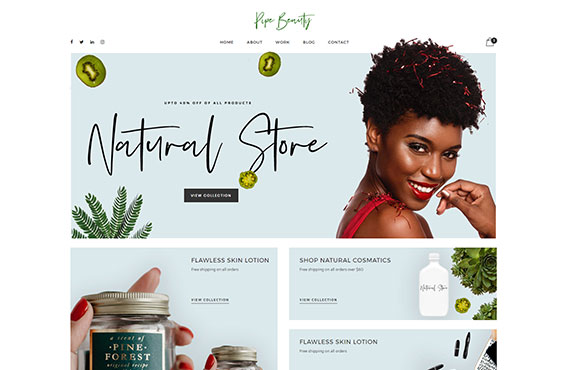 Pipe Beauty
HOME ABOUT WORK BLOG CONTACT
0
UPTO 40% OFF OF ALL PRODUCTS
Natural Store
VIEW COLLECTION
FLAWLESS SKIN LOTION
Free shipping on all orders
VIEW COLLECTION
a scent of
PINE
FOREST
original recipe
SHOP NATURAL COSMATICS
Free shipping on all orders over $80
VIEW COLLECTION
Natural Store
FLAWLESS SKIN LOTION
Free shipping on all orders